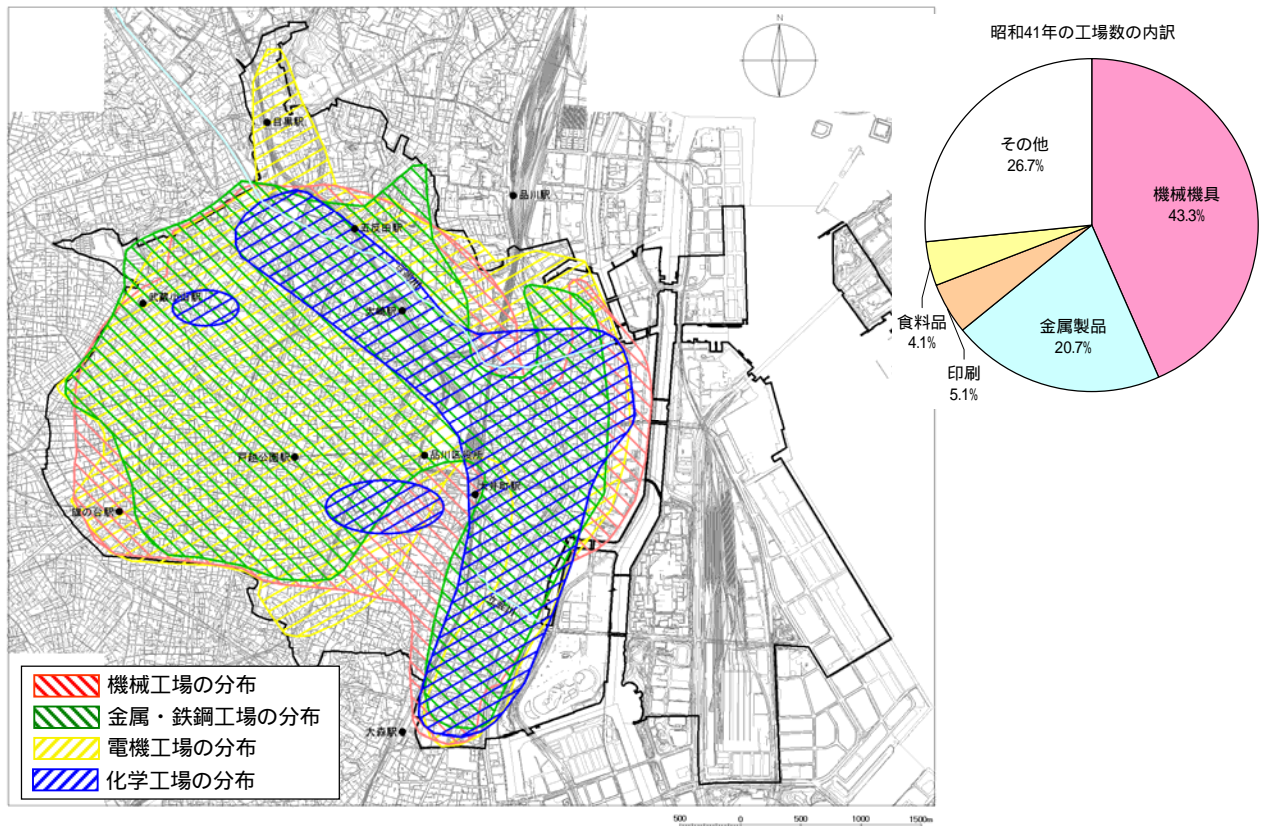 昭和41年の工場数の内訳
その他
26.7%
機械機具
43.3%
金属製品
20.7%
食料品
4.1%
印刷
5.1%
N
目黒駅
品川駅
五反田駅
武蔵小山駅
大崎駅
戸越公園駅
品川区役所
大井町駅
旗の台駅
大森駅
機械工場の分布
金属・鉄鋼工場の分布
電機工場の分布
化学工場の分布
500 0 500 1000 1500m